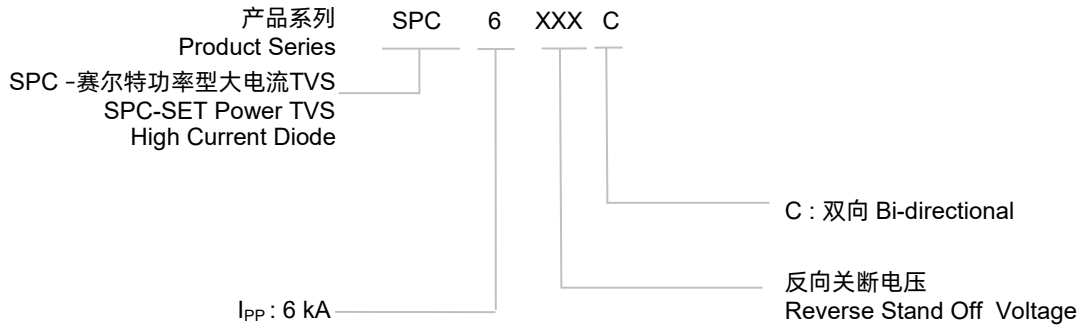 产品系列 SPC 6 XXX C
Product Series
SPC –赛尔特功率型大电流TVS
SPC-SET Power TVS
High Current Diode
C : 双向 Bi-directional
反向关断电压
Reverse Stand Off Voltage
IPP : 6 kA